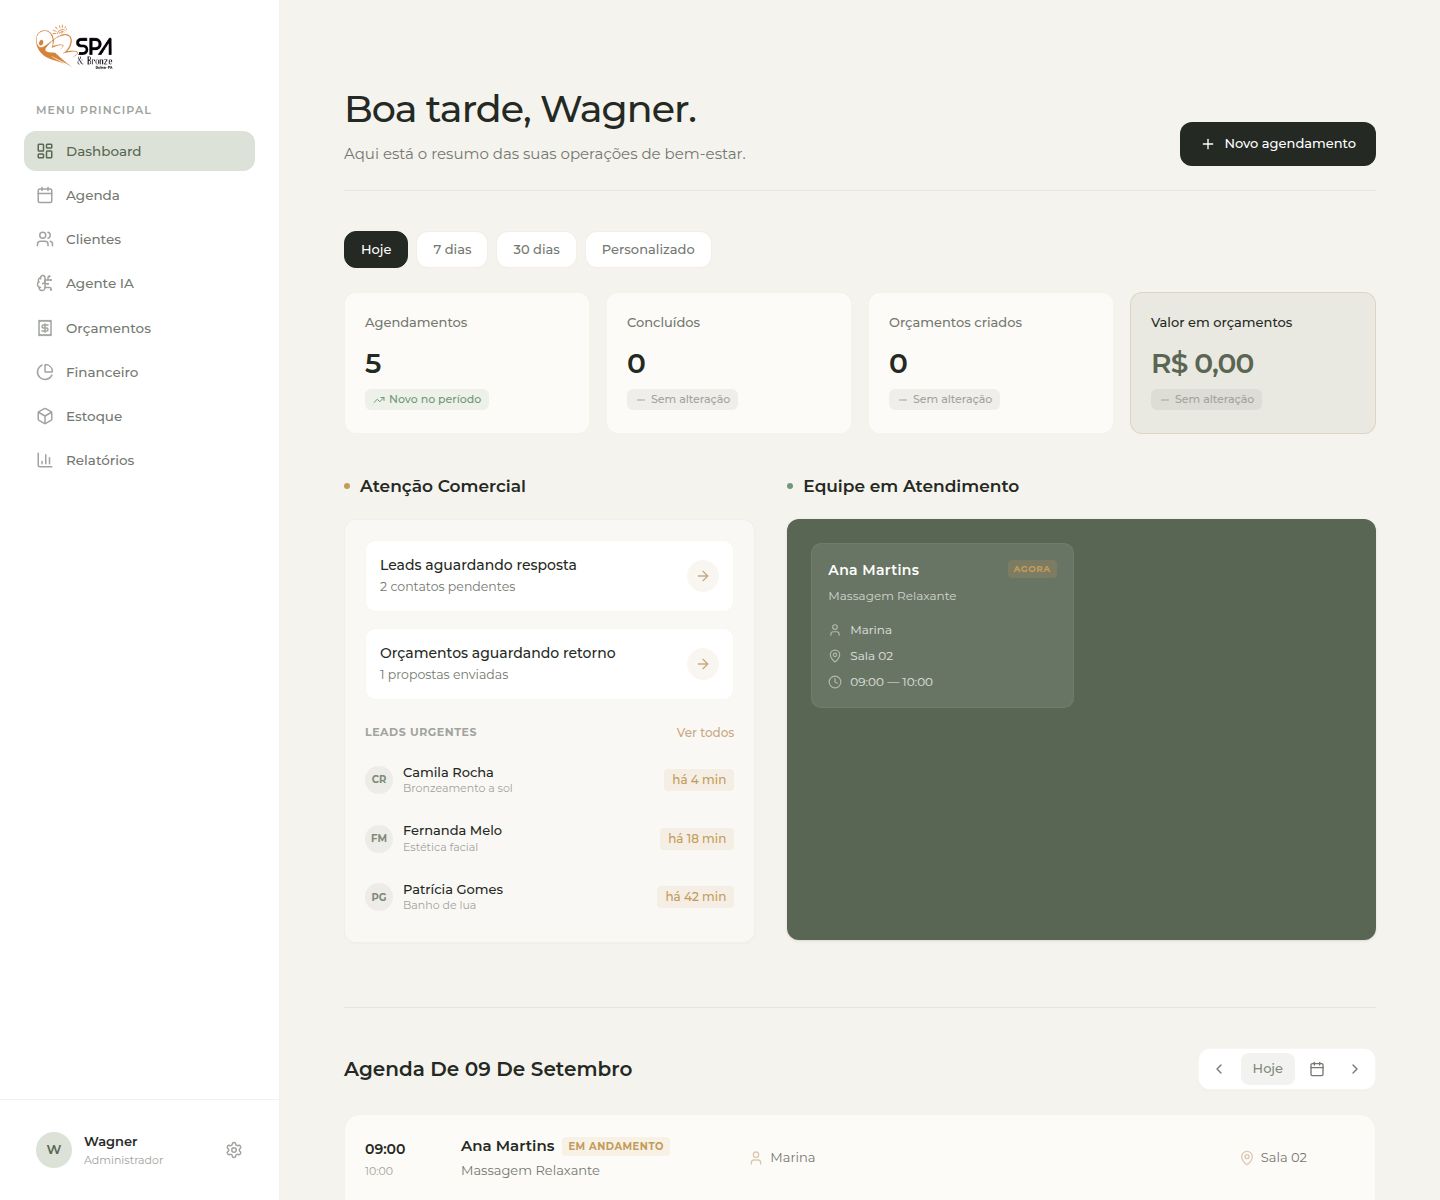 SPA
& Bronze
MENU PRINCIPAL
Dashboard
Agenda
Clientes
Agente IA
Orçamentos
Financeiro
Estoque
Relatórios
W
Wagner
Administrador
Boa tarde, Wagner.
Aqui está o resumo das suas operações de bem-estar.
Novo agendamento
Hoje
7 dias
30 dias
Personalizado
Agendamentos
5
Novo no período
Concluídos
0
Sem alteração
Orçamentos criados
0
Sem alteração
Valor em orçamentos
R$ 0,00
Sem alteração
Atenção Comercial
Leads aguardando resposta
2 contatos pendentes
Orçamentos aguardando retorno
1 propostas enviadas
LEADS URGENTES
Ver todos
CR
Camila Rocha
Bronzeamento a sol
há 4 min
FM
Fernanda Melo
Estética facial
há 18 min
PG
Patrícia Gomes
Banho de lua
há 42 min
Equipe em Atendimento
Ana Martins
AGORA
Massagem Relaxante
Marina
Sala 02
09:00 — 10:00
Agenda De 09 De Setembro
Hoje
09:00
10:00
Ana Martins
EM ANDAMENTO
Massagem Relaxante
Marina
Sala 02